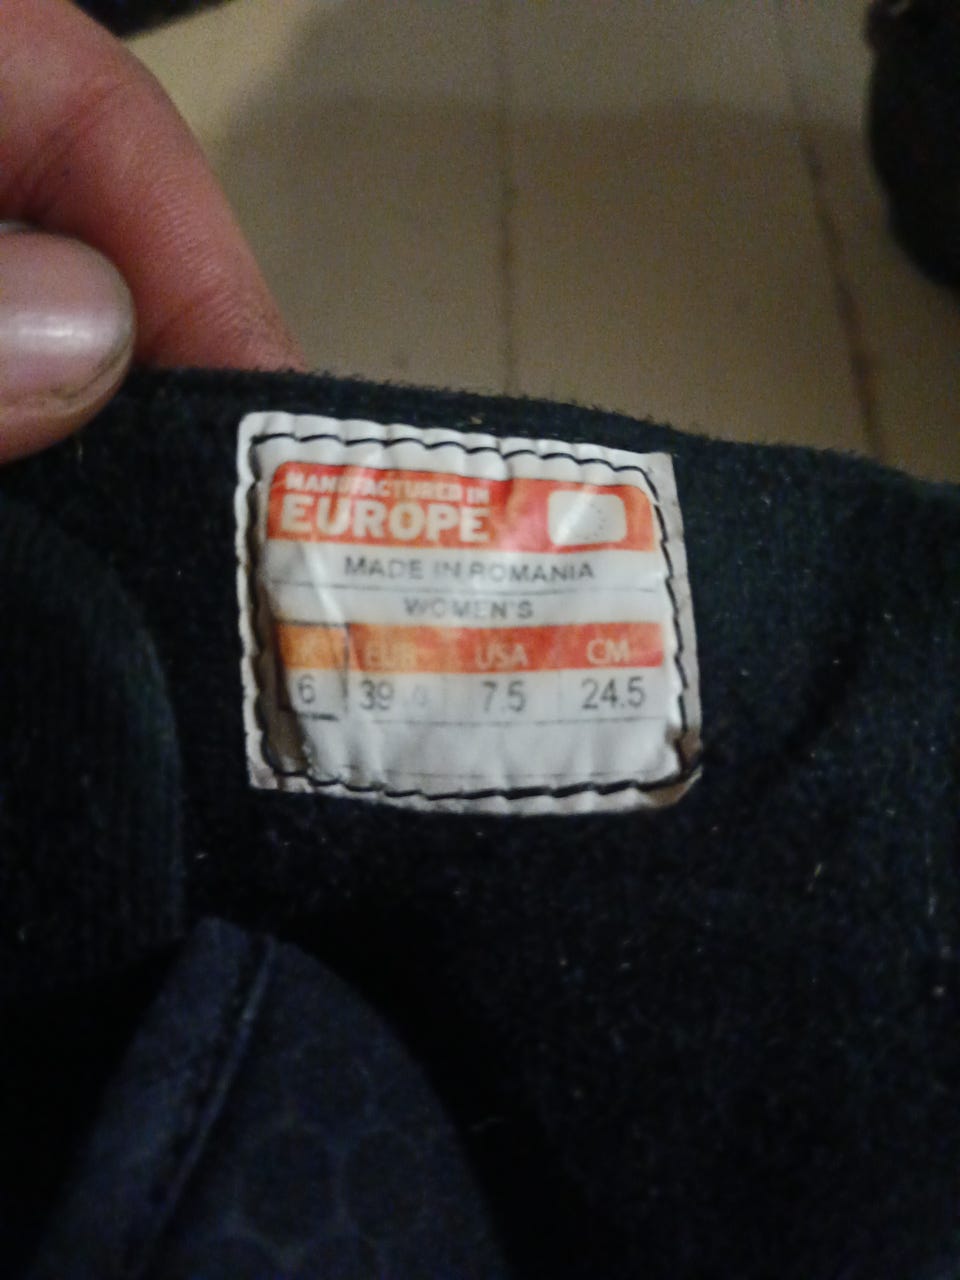 MANUFACTURED IN
EUROPE
MADE IN ROMANIA
WOMEN'S
EUR USA CM
6 39 7.5 24.5